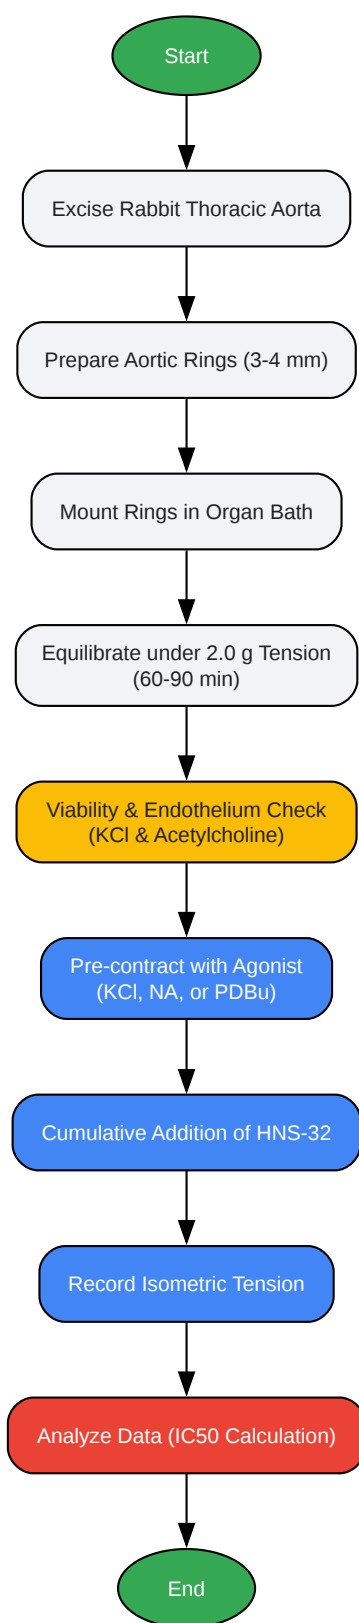 Start
Excise Rabbit Thoracic Aorta
Prepare Aortic Rings (3-4 mm)
Mount Rings in Organ Bath
Equilibrate under 2.0 g Tension
(60-90 min)
Viability & Endothelium Check
(KCl & Acetylcholine)
Pre-contract with Agonist
(KCl, NA, or PDBu)
Cumulative Addition of HNS-32
Record Isometric Tension
Analyze Data (IC50 Calculation)
End